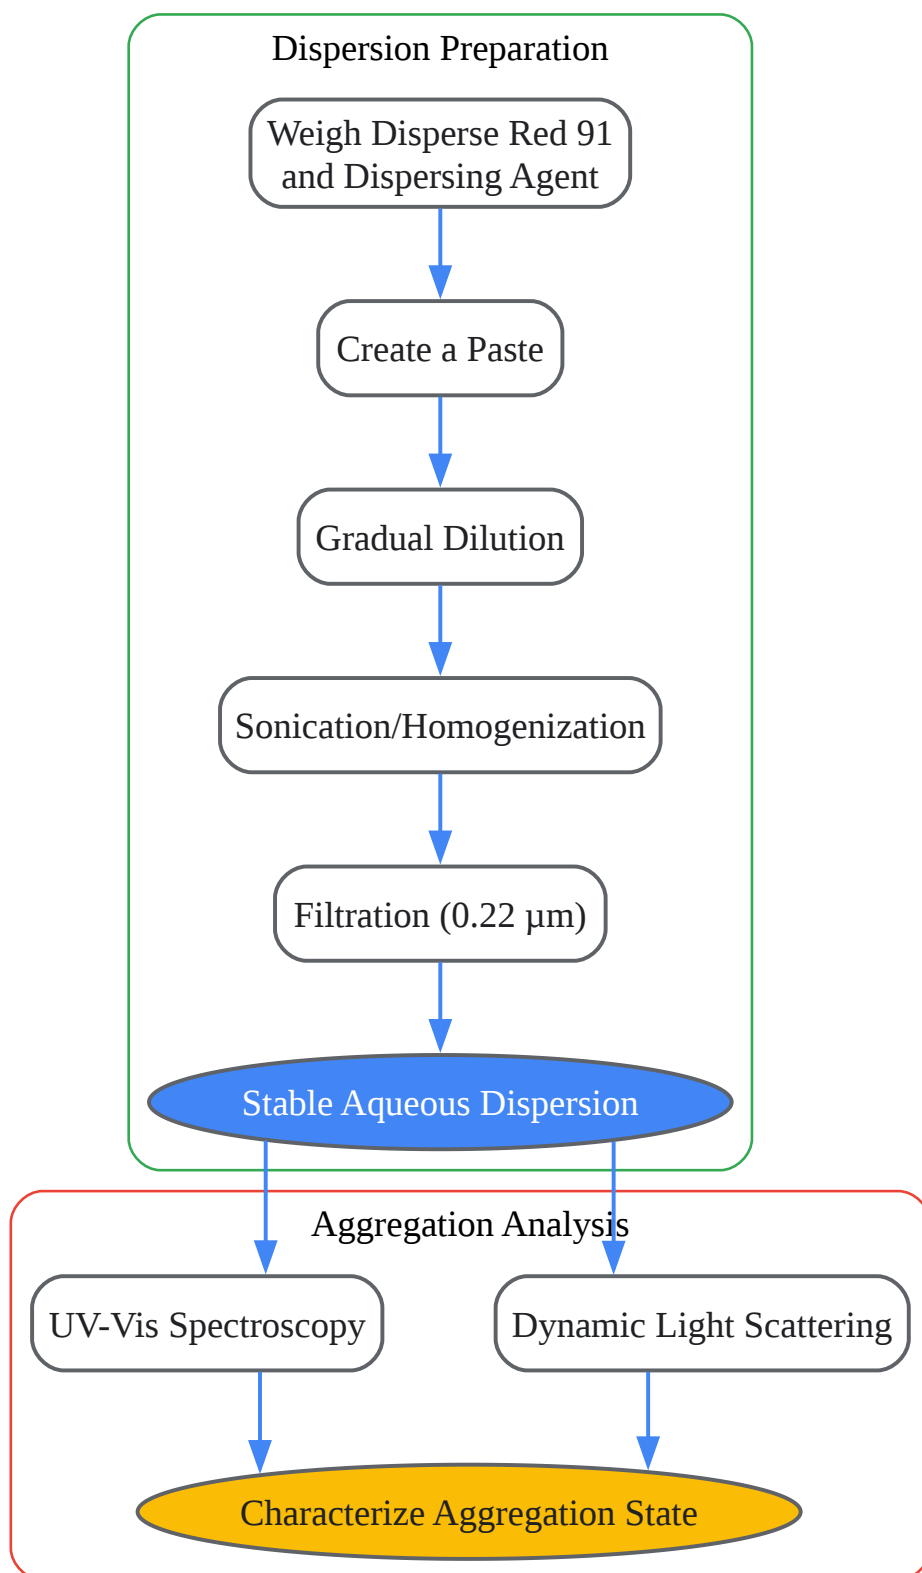 Dispersion Preparation
Weigh Disperse Red 91
and Dispersing Agent
Create a Paste
Gradual Dilution
Sonication/Homogenization
Filtration (0.22 µm)
Stable Aqueous Dispersion
Aggregation Analysis
UV-Vis Spectroscopy
Dynamic Light Scattering
Characterize Aggregation State